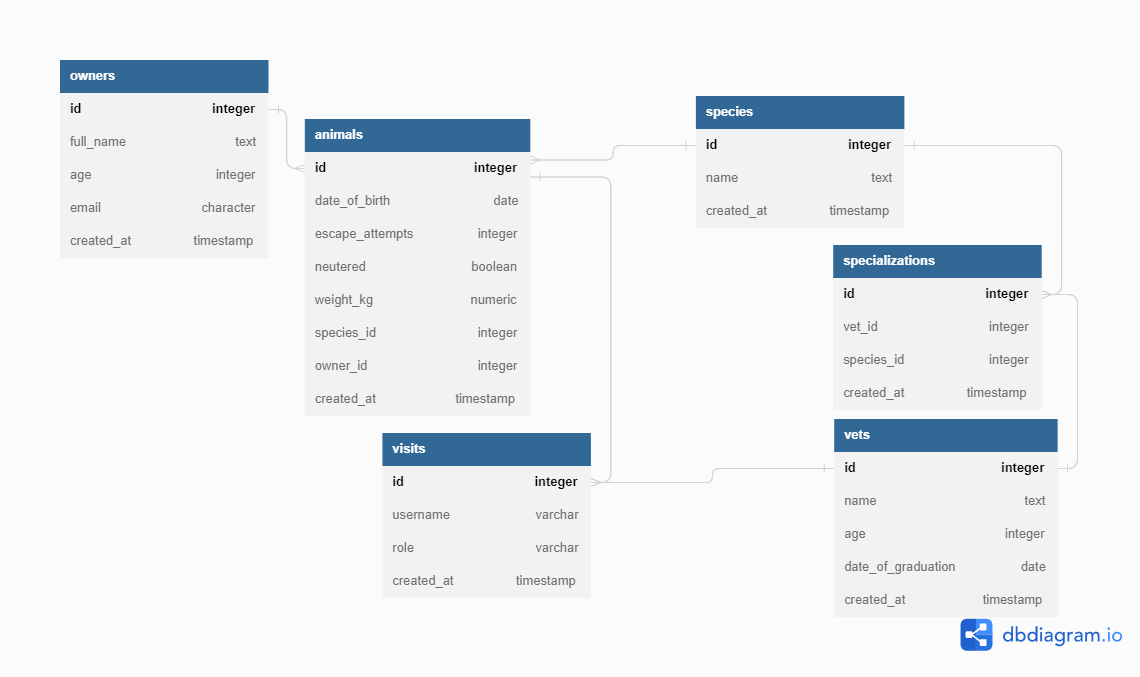 owners
id integer
full_name text
age integer
email character
created_at timestamp
animals
id integer
date_of_birth date
escape_attempts integer
neutered boolean
weight_kg numeric
species_id integer
owner_id integer
created_at timestamp
species
id integer
name text
created_at timestamp
specializations
id integer
vet_id integer
species_id integer
created_at timestamp
visits
id integer
username varchar
role varchar
created_at timestamp
vets
id integer
name text
age integer
date_of_graduation date
created_at timestamp
dbdiagram.io